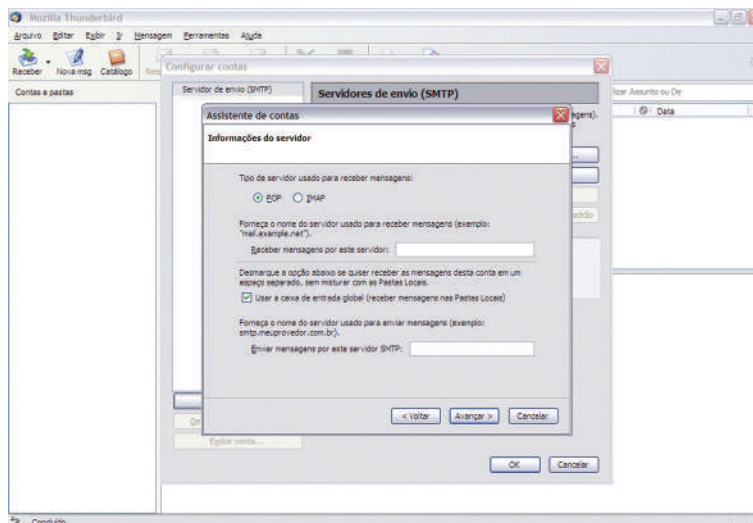 Mozilla Thunderbird
Arquivo Editar Exibir Ir Mensagem Ferramentas Ajuda
Receber Nova msg Catálogo
Configurar contas
Contas e pastas
Servidor de envio (SMTP)
Servidores de envio (SMTP)
Assunto ou De
Data
Assistente de contas
Informações do servidor
Tipo de servidor usado para receber mensagens:
POP IMAP
Forneça o nome do servidor usado para receber mensagens (exemplo:
"mail.example.net").
Receber mensagens por este servidor:
Desmarque a opção abaixo se quiser receber as mensagens desta conta em um
espaço separado, sem misturar com as Pastas Locais.
Usar a caixa de entrada global (receber mensagens nas Pastas Locais)
Forneça o nome do servidor usado para enviar mensagens (exemplo:
smtp.meuprovedor.com.br).
Enviar mensagens por este servidor SMTP:
< Voltar Avançar > Cancelar
Excluir conta...
OK Cancelar
Concluído